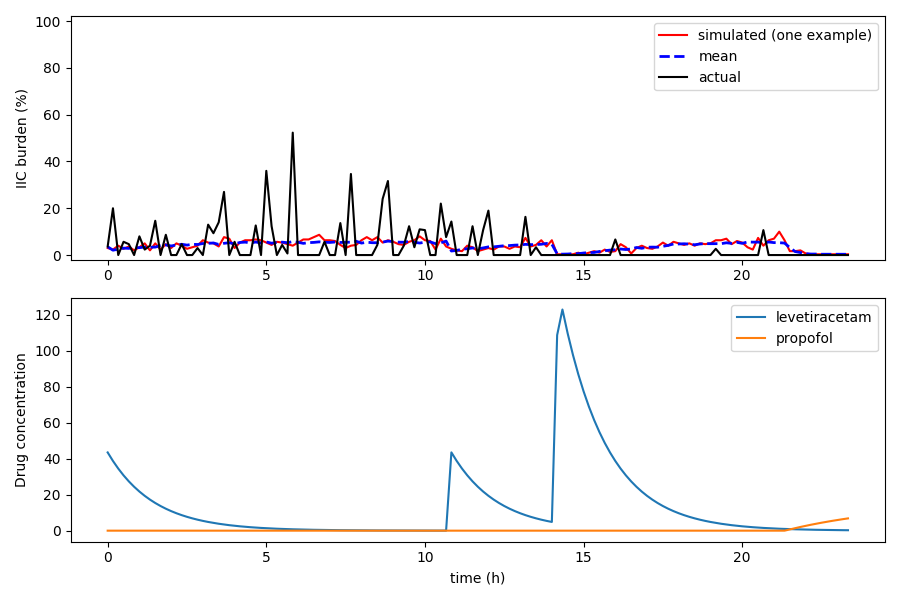 100
80
60
40
20
0
IIC burden (%)
simulated (one example)
mean
actual
0
5
10
15
20
120
100
80
60
40
20
0
Drug concentration
levetiracetam
propofol
0
5
10
15
20
time (h)